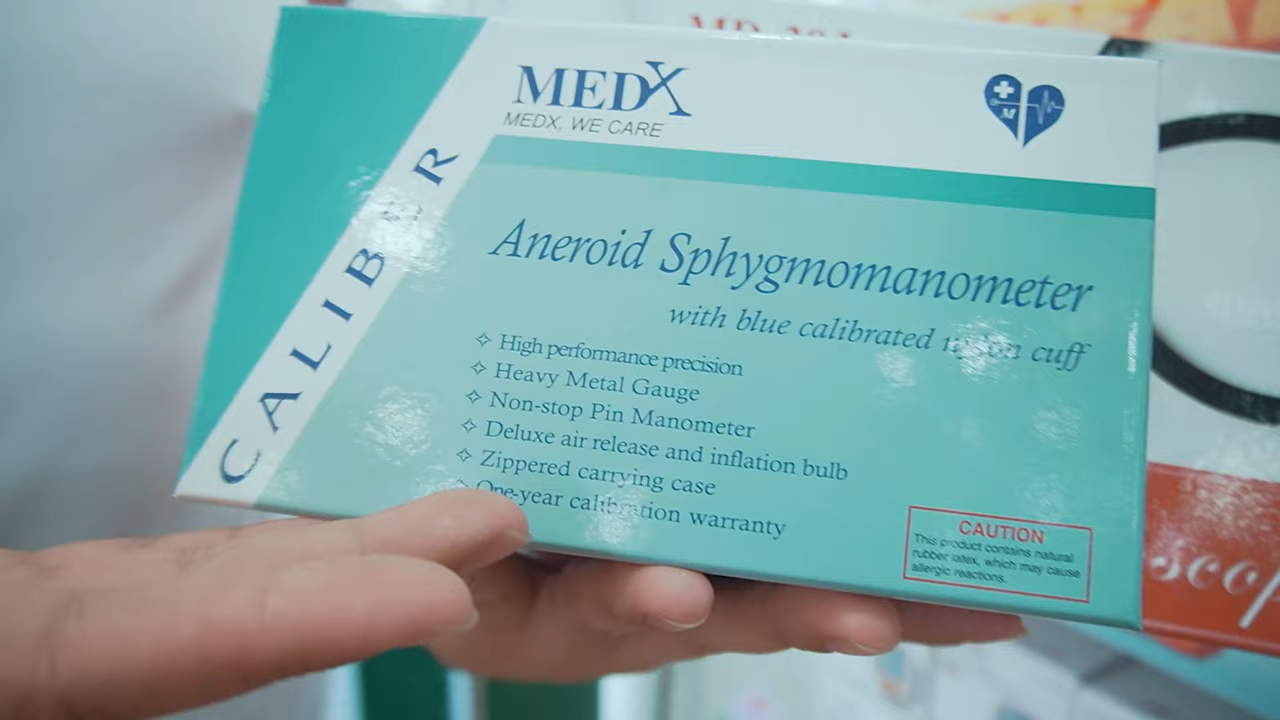 MEDX
MEDX, WE CARE
M
CALIBER
Aneroid Sphygmomanometer
with blue calibrated nylon cuff
✧ High performance precision
✧ Heavy Metal Gauge
✧ Non-stop Pin Manometer
✧ Deluxe air release and inflation bulb
✧ Zippered carrying case
✧ One-year calibration warranty
CAUTION
This product contains natural
rubber latex, which may cause
allergic reactions.
scop